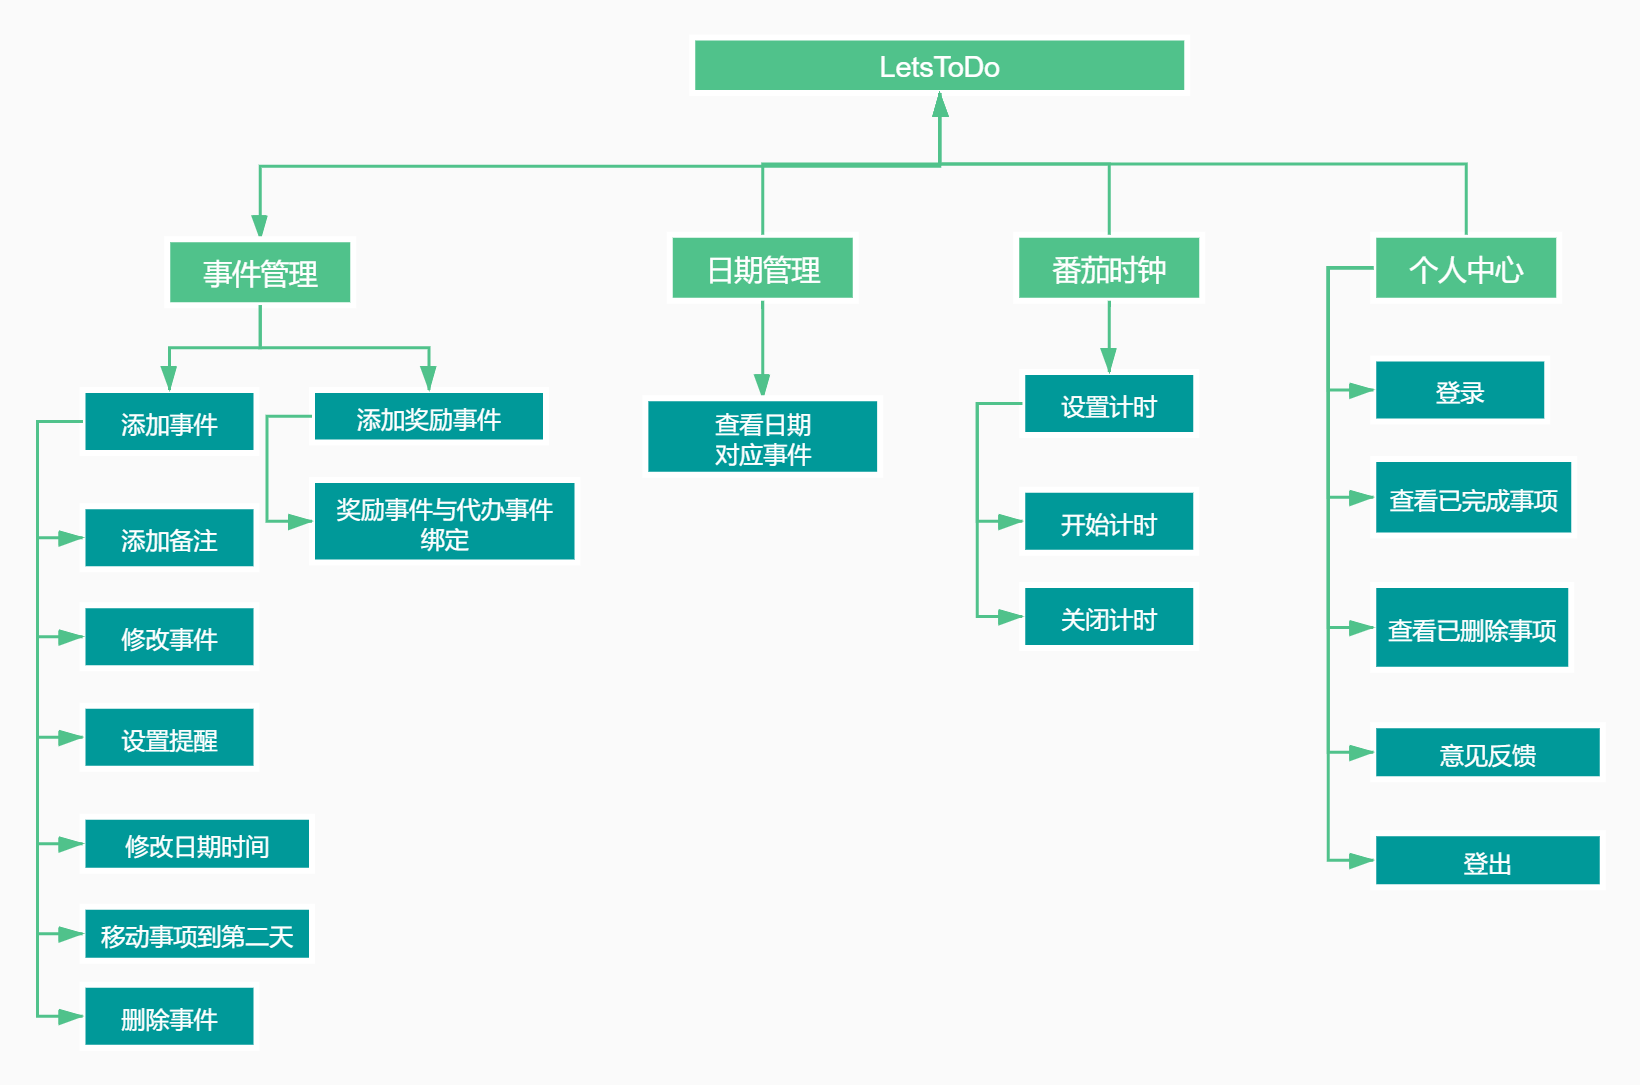 LetsToDo
事件管理
日期管理
番茄时钟
个人中心
添加事件
添加备注
修改事件
设置提醒
修改日期时间
移动事项到第二天
删除事件
添加奖励事件
奖励事件与代办事件
绑定
查看日期
对应事件
设置计时
开始计时
关闭计时
登录
查看已完成事项
查看已删除事项
意见反馈
登出